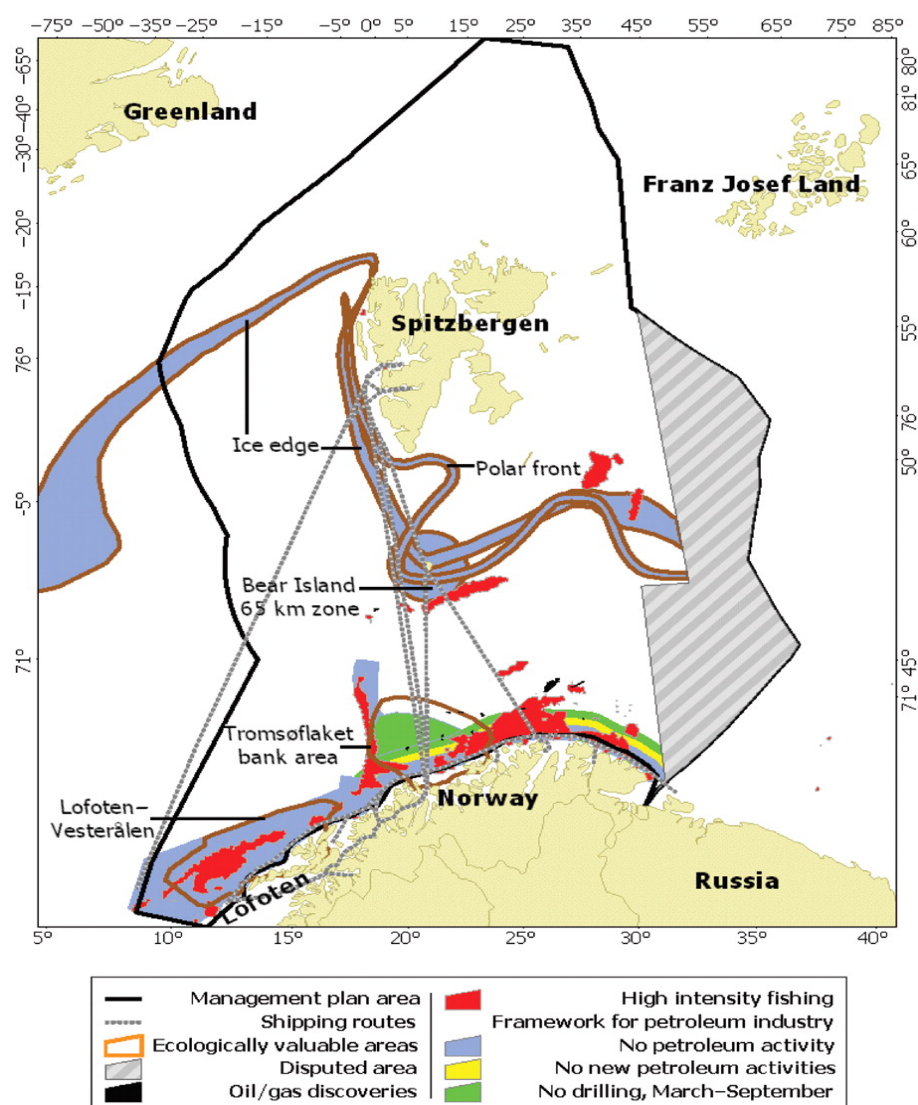 −75° −55° −35° −25° −15° −5° 0° 5° 15° 25° 35° 45° 55° 65° 75° 85°
−65°
−40°
−30°
−20°
−15°
76°
−5°
71°
80°
81°
65°
60°
55°
76°
50°
45°
71°
Greenland
Franz Josef Land
Spitzbergen
Ice edge
Polar front
Bear Island
65 km zone
Tromsøflaket
bank area
Norway
Lofoten−
Vesterålen
Lofoten
Russia
5° 10° 15° 20° 25° 30° 35° 40°
Management plan area
Shipping routes
Ecologically valuable areas
Disputed area
Oil/gas discoveries
High intensity fishing
Framework for petroleum industry
No petroleum activity
No new petroleum activities
No drilling, March−September